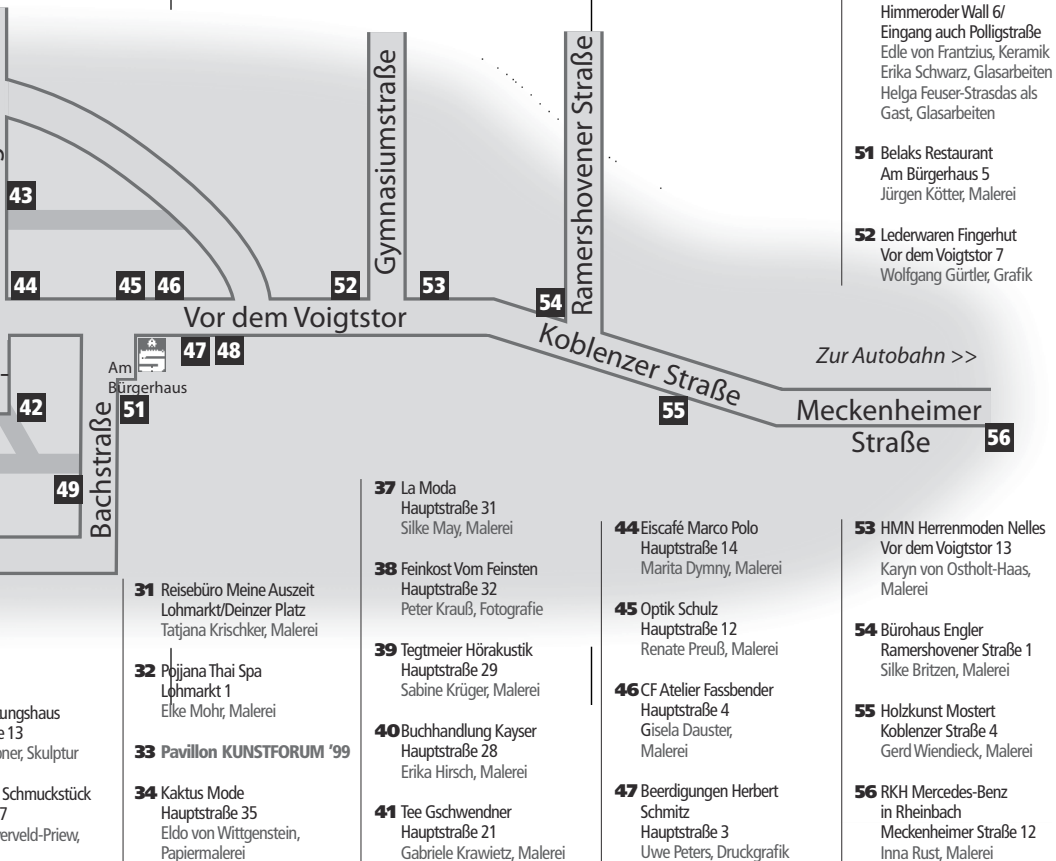 43
44
45
46
52
53
54
47
48
42
51
49
55
56
Gymnasiumstraße
Ramershovener Straße
Vor dem Voigtstor
Koblenzer Straße
Am
Bürgerhaus
Bachstraße
Zur Autobahn >>
Meckenheimer
Straße
ungshaus
e 13
ner, Skulptur
Schmuckstück
7
erveld-Priew,
31 Reisebüro Meine Auszeit
Lohmarkt/Deinzer Platz
Tatjana Krischker, Malerei
32 Pojjana Thai Spa
Lohmarkt 1
Elke Mohr, Malerei
33 Pavillon KUNSTFORUM '99
34 Kaktus Mode
Hauptstraße 35
Eldo von Wittgenstein,
Papiermalerei
37 La Moda
Hauptstraße 31
Silke May, Malerei
38 Feinkost Vom Feinsten
Hauptstraße 32
Peter Krauß, Fotografie
39 Tegtmeier Hörakustik
Hauptstraße 29
Sabine Krüger, Malerei
40 Buchhandlung Kayser
Hauptstraße 28
Erika Hirsch, Malerei
41 Tee Gschwendner
Hauptstraße 21
Gabriele Krawietz, Malerei
44 Eiscafé Marco Polo
Hauptstraße 14
Marita Dymny, Malerei
45 Optik Schulz
Hauptstraße 12
Renate Preuß, Malerei
46 CF Atelier Fassbender
Hauptstraße 4
Gisela Dauster,
Malerei
47 Beerdigungen Herbert
Schmitz
Hauptstraße 3
Uwe Peters, Druckgrafik
Himmeroder Wall 6/
Eingang auch Polligstraße
Edle von Frantzius, Keramik
Erika Schwarz, Glasarbeiten
Helga Feuser-Strasdas als
Gast, Glasarbeiten
51 Belaks Restaurant
Am Bürgerhaus 5
Jürgen Kötter, Malerei
52 Lederwaren Fingerhut
Vor dem Voigtstor 7
Wolfgang Gürtler, Grafik
53 HMN Herrenmoden Nelles
Vor dem Voigtstor 13
Karyn von Ostholt-Haas,
Malerei
54 Bürohaus Engler
Ramershovener Straße 1
Silke Britzen, Malerei
55 Holzkunst Mostert
Koblenzer Straße 4
Gerd Wiendieck, Malerei
56 RKH Mercedes-Benz
in Rheinbach
Meckenheimer Straße 12
Inna Rust, Malerei